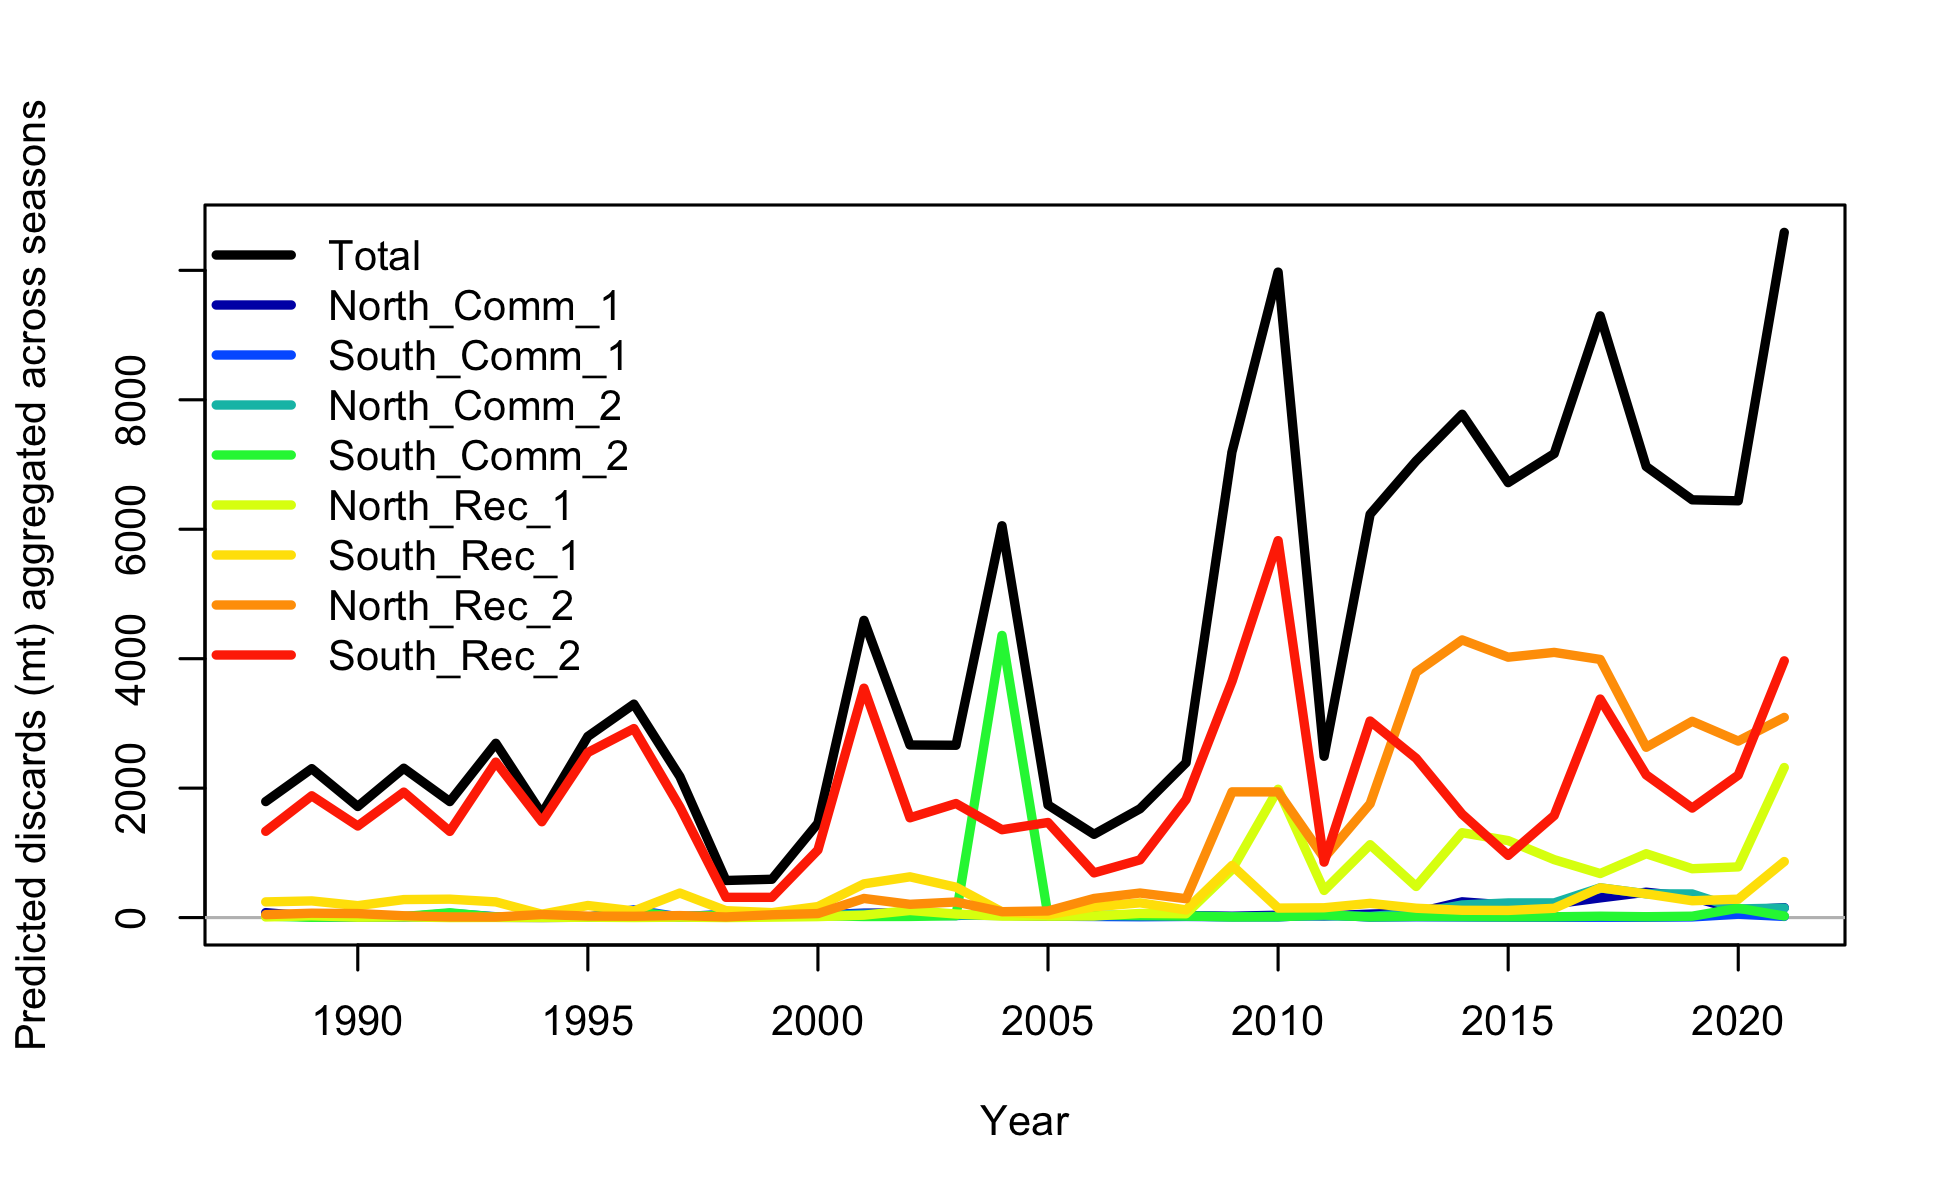 Predicted discards (mt) aggregated across seasons
Total
North_Comm_1
South_Comm_1
North_Comm_2
South_Comm_2
North_Rec_1
South_Rec_1
North_Rec_2
South_Rec_2
8000
6000
4000
2000
0
1990 1995 2000 2005 2010 2015 2020
Year